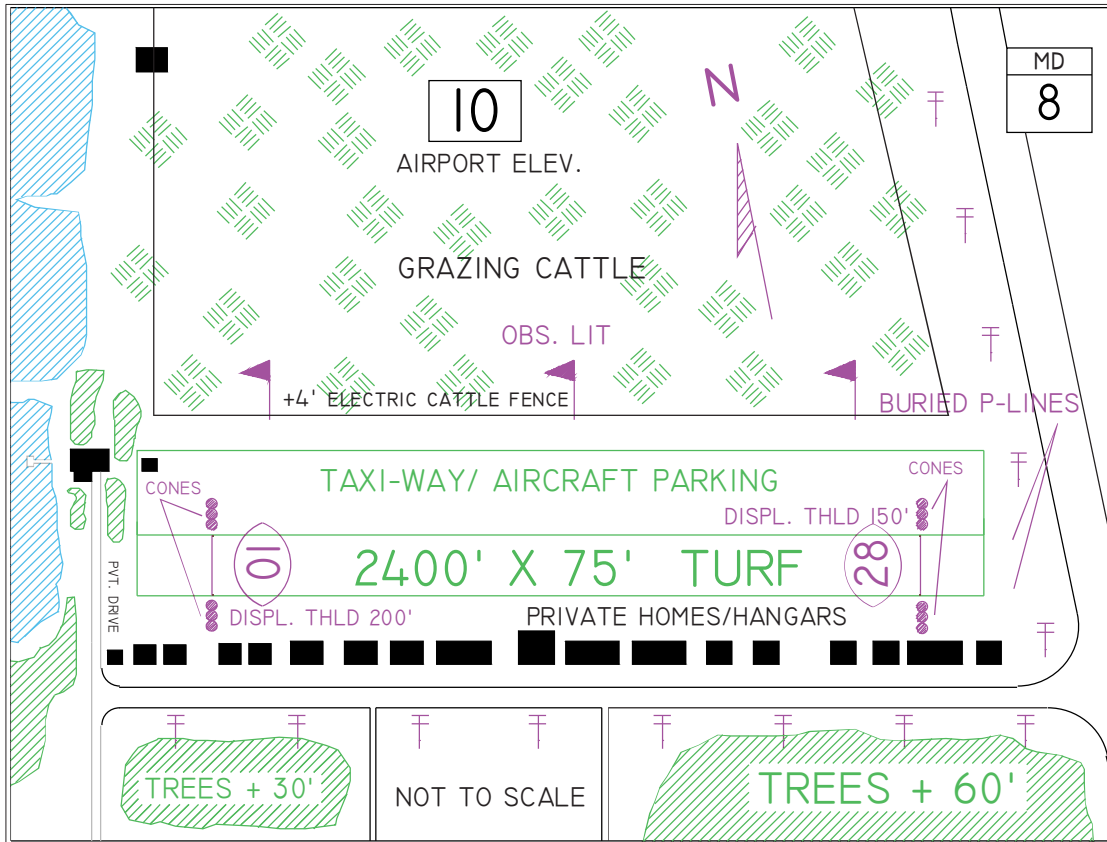 MD
8
N
10
AIRPORT ELEV.
GRAZING CATTLE
OBS. LIT
+4' ELECTRIC CATTLE FENCE
BURIED P-LINES
TAXI-WAY/ AIRCRAFT PARKING
CONES
CONES
DISPL. THLD 150'
10
2400' X 75' TURF
28
PVT. DRIVE
DISPL. THLD 200'
PRIVATE HOMES/HANGARS
TREES + 30'
NOT TO SCALE
TREES + 60'